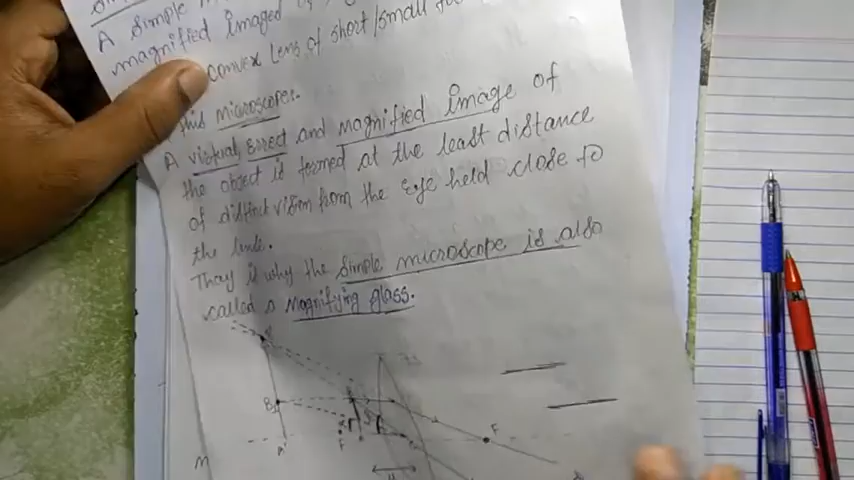 A Simple
magnified imaged
convex Lens of short/small
this microscope.
A virtual, erect and magnified image of
the object is formed at the least distance
of distinct vision from the eye held close to
the lens.
Thay is why the Simple microscope is also
called a Magnifying glass.
B
F
F
A'